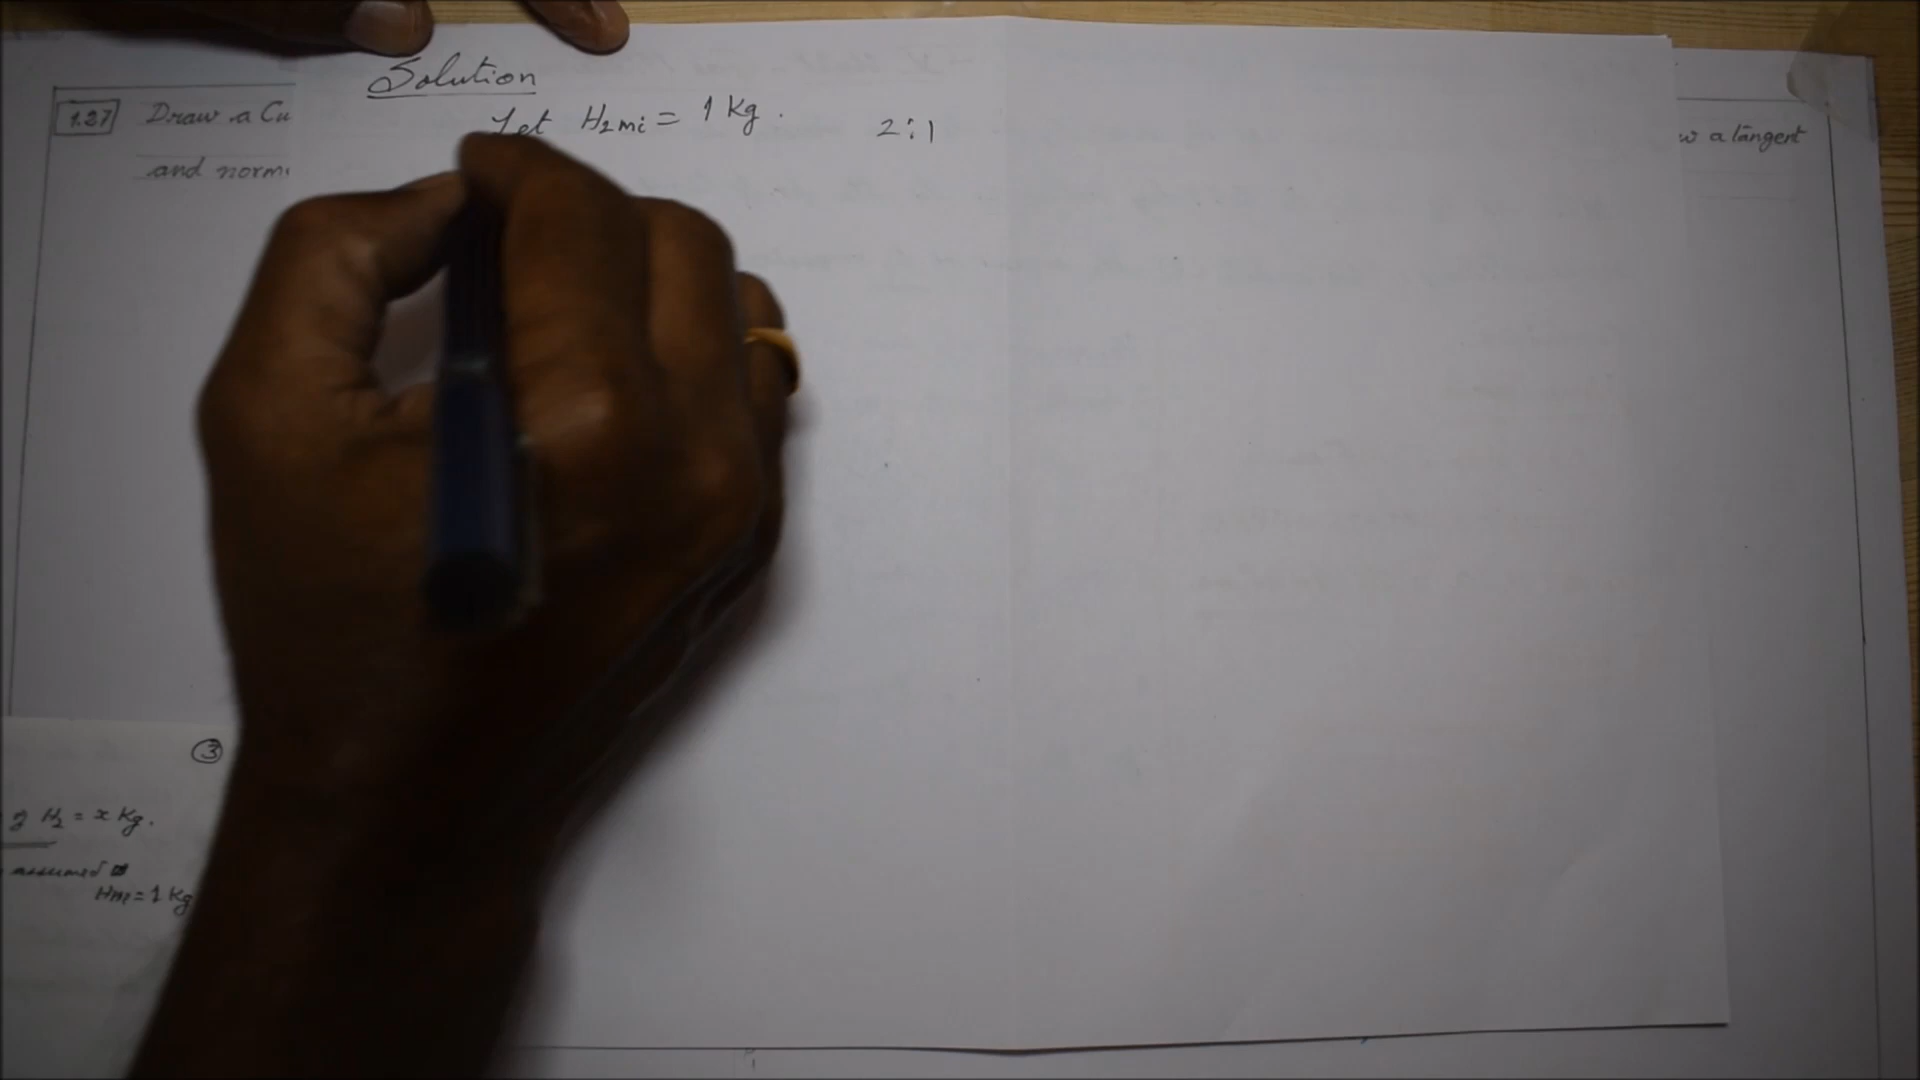 Solution
Let H2mi = 1 Kg.
2:1
1.27 Draw a Cu
and norm
w a tangent
3
H2 = x Kg.
assumed
Hmi = 1 Kg